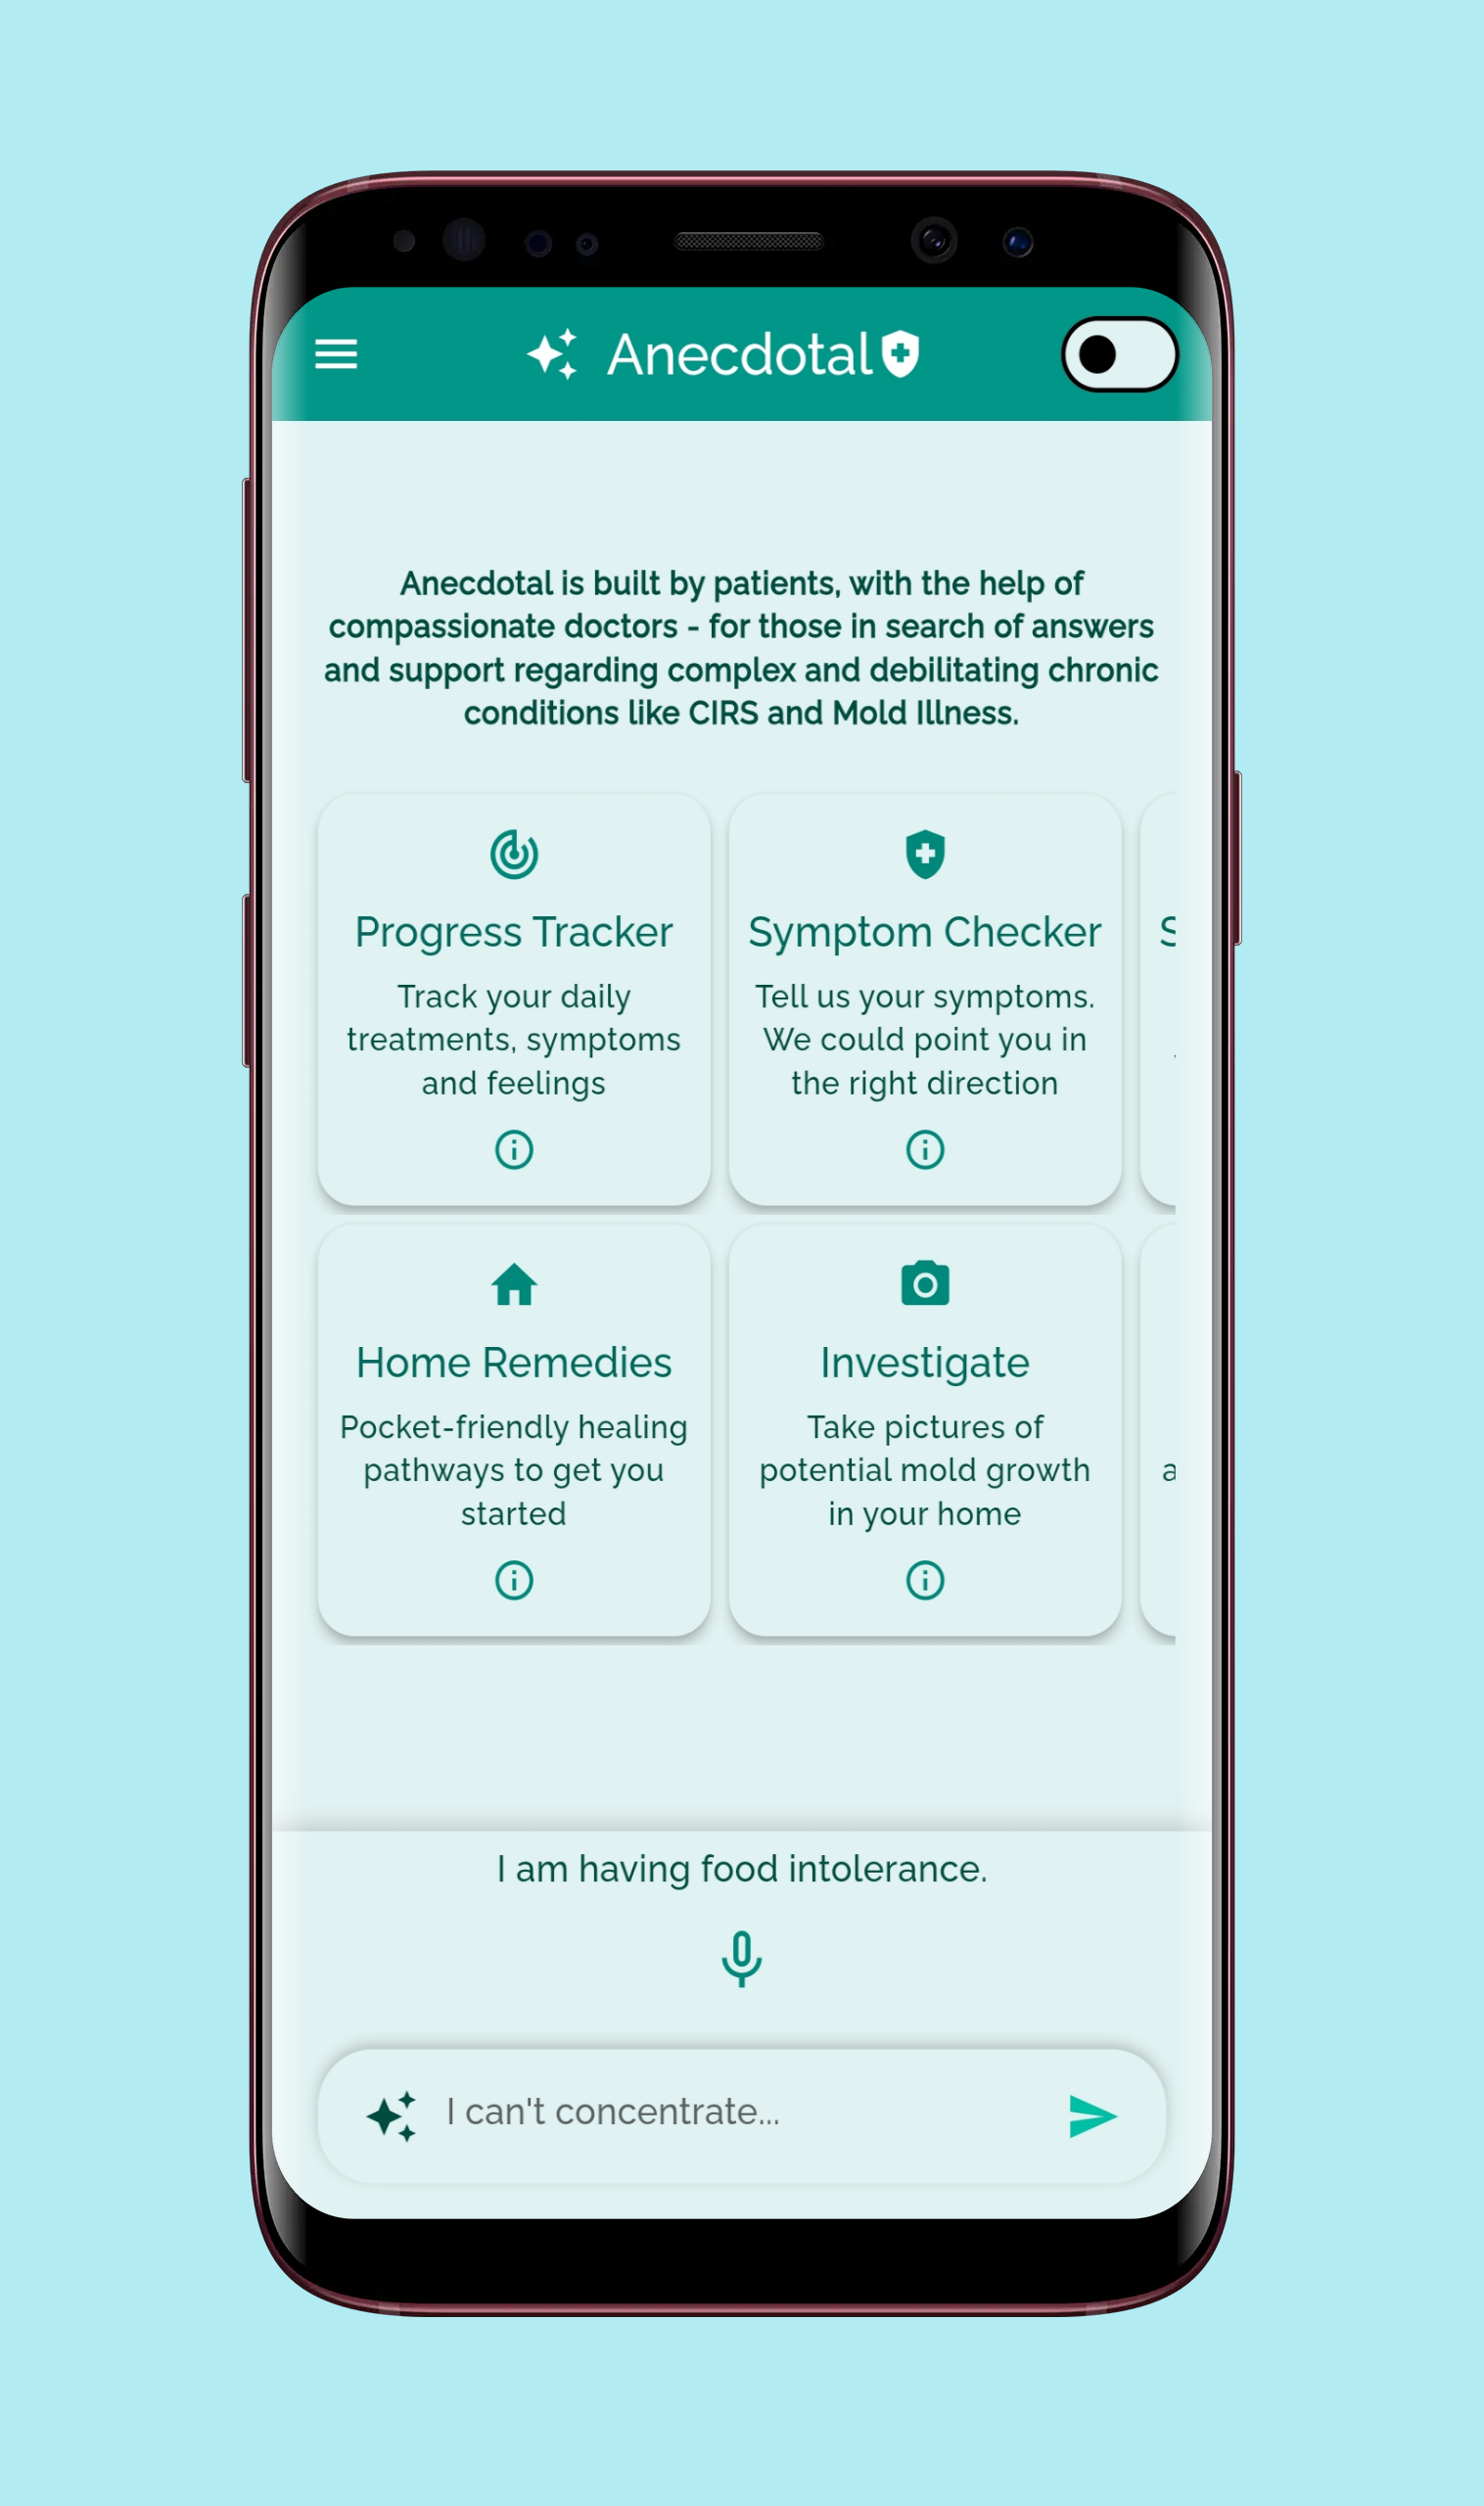 Anecdotal
Anecdotal is built by patients, with the help of
compassionate doctors - for those in search of answers
and support regarding complex and debilitating chronic
conditions like CIRS and Mold Illness.
Progress Tracker
Track your daily
treatments, symptoms
and feelings
Symptom Checker
Tell us your symptoms.
We could point you in
the right direction
S
Home Remedies
Pocket-friendly healing
pathways to get you
started
Investigate
Take pictures of
potential mold growth
in your home
a
I am having food intolerance.
I can't concentrate...